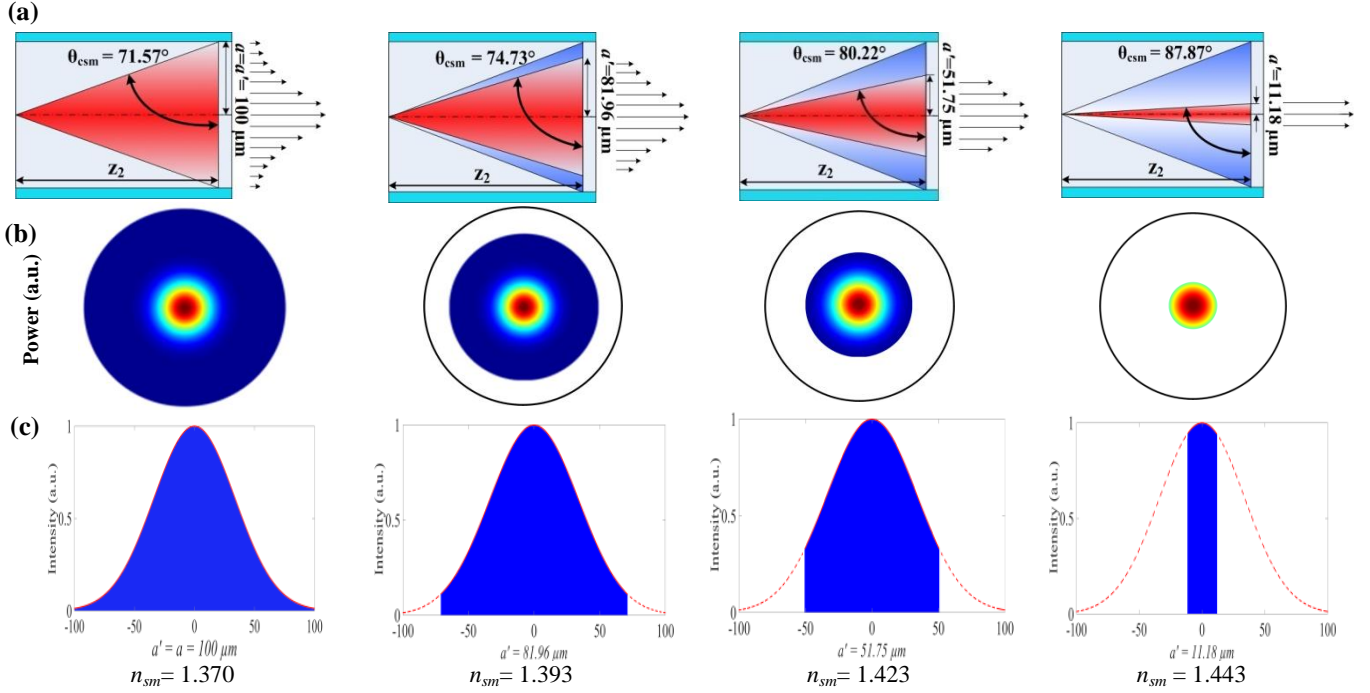 (a)
θcsm = 71.57°
a=a'= 100 µm
z2
θcsm = 74.73°
a'=81.96 µm
z2
θcsm = 80.22°
a'=51.75 µm
z2
θcsm = 87.87°
a'=11.18 µm
z2
(b)
Power (a.u.)
(c)
Intensity (a.u.)
1
0.5
0
-100 -50 0 50 100
a' = a = 100 µm
nsm= 1.370
Intensity (a.u.)
1
0.5
0
-100 -50 0 50 100
a' = 81.96 µm
nsm= 1.393
Intensity (a.u.)
1
0.5
0
-100 -50 0 50 100
a' = 51.75 µm
nsm= 1.423
Intensity (a.u.)
1
0.5
0
-100 -50 0 50 100
a' = 11.18 µm
nsm= 1.443